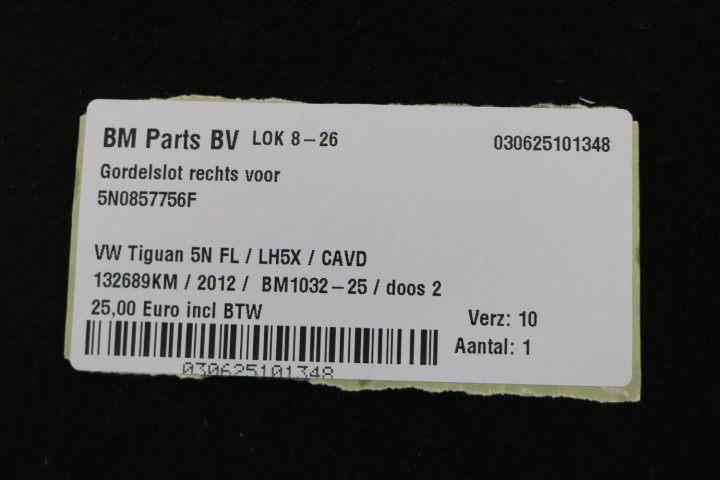 BM Parts BV LOK 8-26 030625101348
Gordelslot rechts voor
5N0857756F
VW Tiguan 5N FL / LH5X / CAVD
132689KM / 2012 / BM1032-25 / doos 2
25,00 Euro incl BTW
Verz: 10
Aantal: 1
030625101348